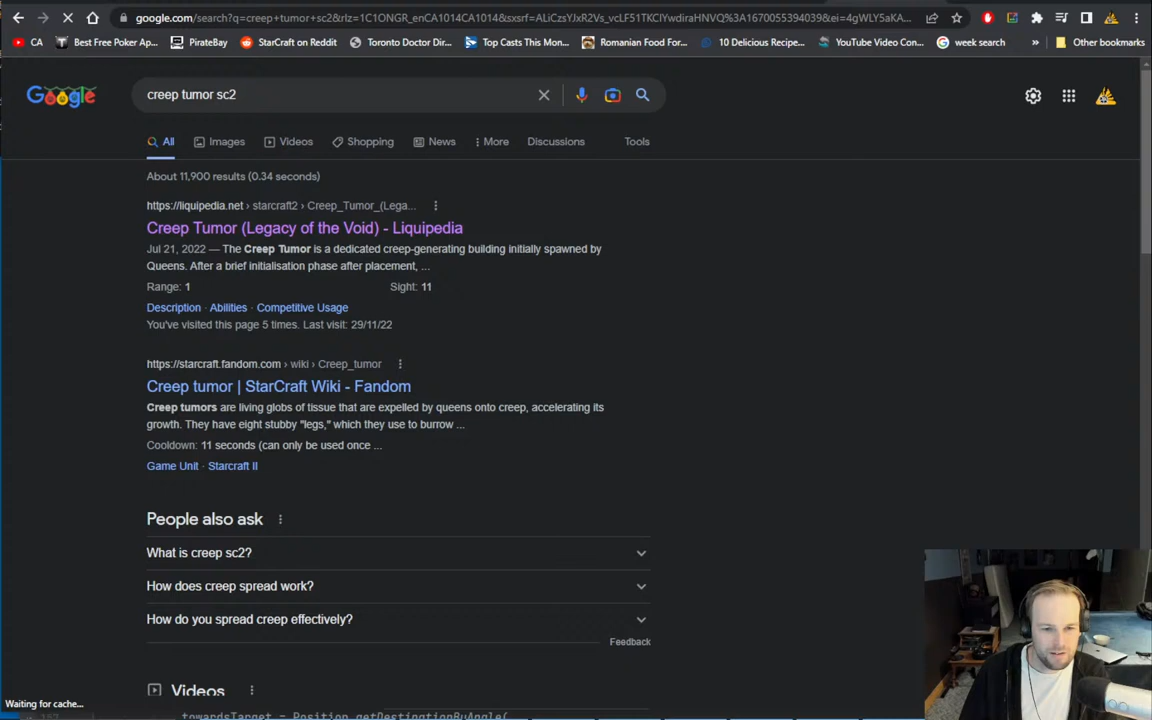 google.com/search?q=creep+tumor+sc2&rlz=1C1ONGR_enCA1014CA1014&sxsrf=ALiCzsYJxR2Vs_vcLF51TKClYwdiraHNVQ%3A1670055394039&ei=4gWLY5aKA...
CA Best Free Poker Ap... PirateBay StarCraft on Reddit Toronto Doctor Dir... Top Casts This Mon... Romanian Food For... 10 Delicious Recipe... YouTube Video Con... week search » Other bookmarks
Google creep tumor sc2
All Images Videos Shopping News More Discussions Tools
About 11,900 results (0.34 seconds)
https://liquipedia.net › starcraft2 › Creep_Tumor_(Lega...
Creep Tumor (Legacy of the Void) - Liquipedia
Jul 21, 2022 — The Creep Tumor is a dedicated creep-generating building initially spawned by
Queens. After a brief initialisation phase after placement, ...
Range: 1 Sight: 11
Description · Abilities · Competitive Usage
You've visited this page 5 times. Last visit: 29/11/22
https://starcraft.fandom.com › wiki › Creep_tumor
Creep tumor | StarCraft Wiki - Fandom
Creep tumors are living globs of tissue that are expelled by queens onto creep, accelerating its
growth. They have eight stubby "legs," which they use to burrow ...
Cooldown: 11 seconds (can only be used once ...
Game Unit · Starcraft II
People also ask
What is creep sc2?
How does creep spread work?
How do you spread creep effectively?
Feedback
Videos
Waiting for cache...
towardsTarget = Position.getDestinationByAngle(